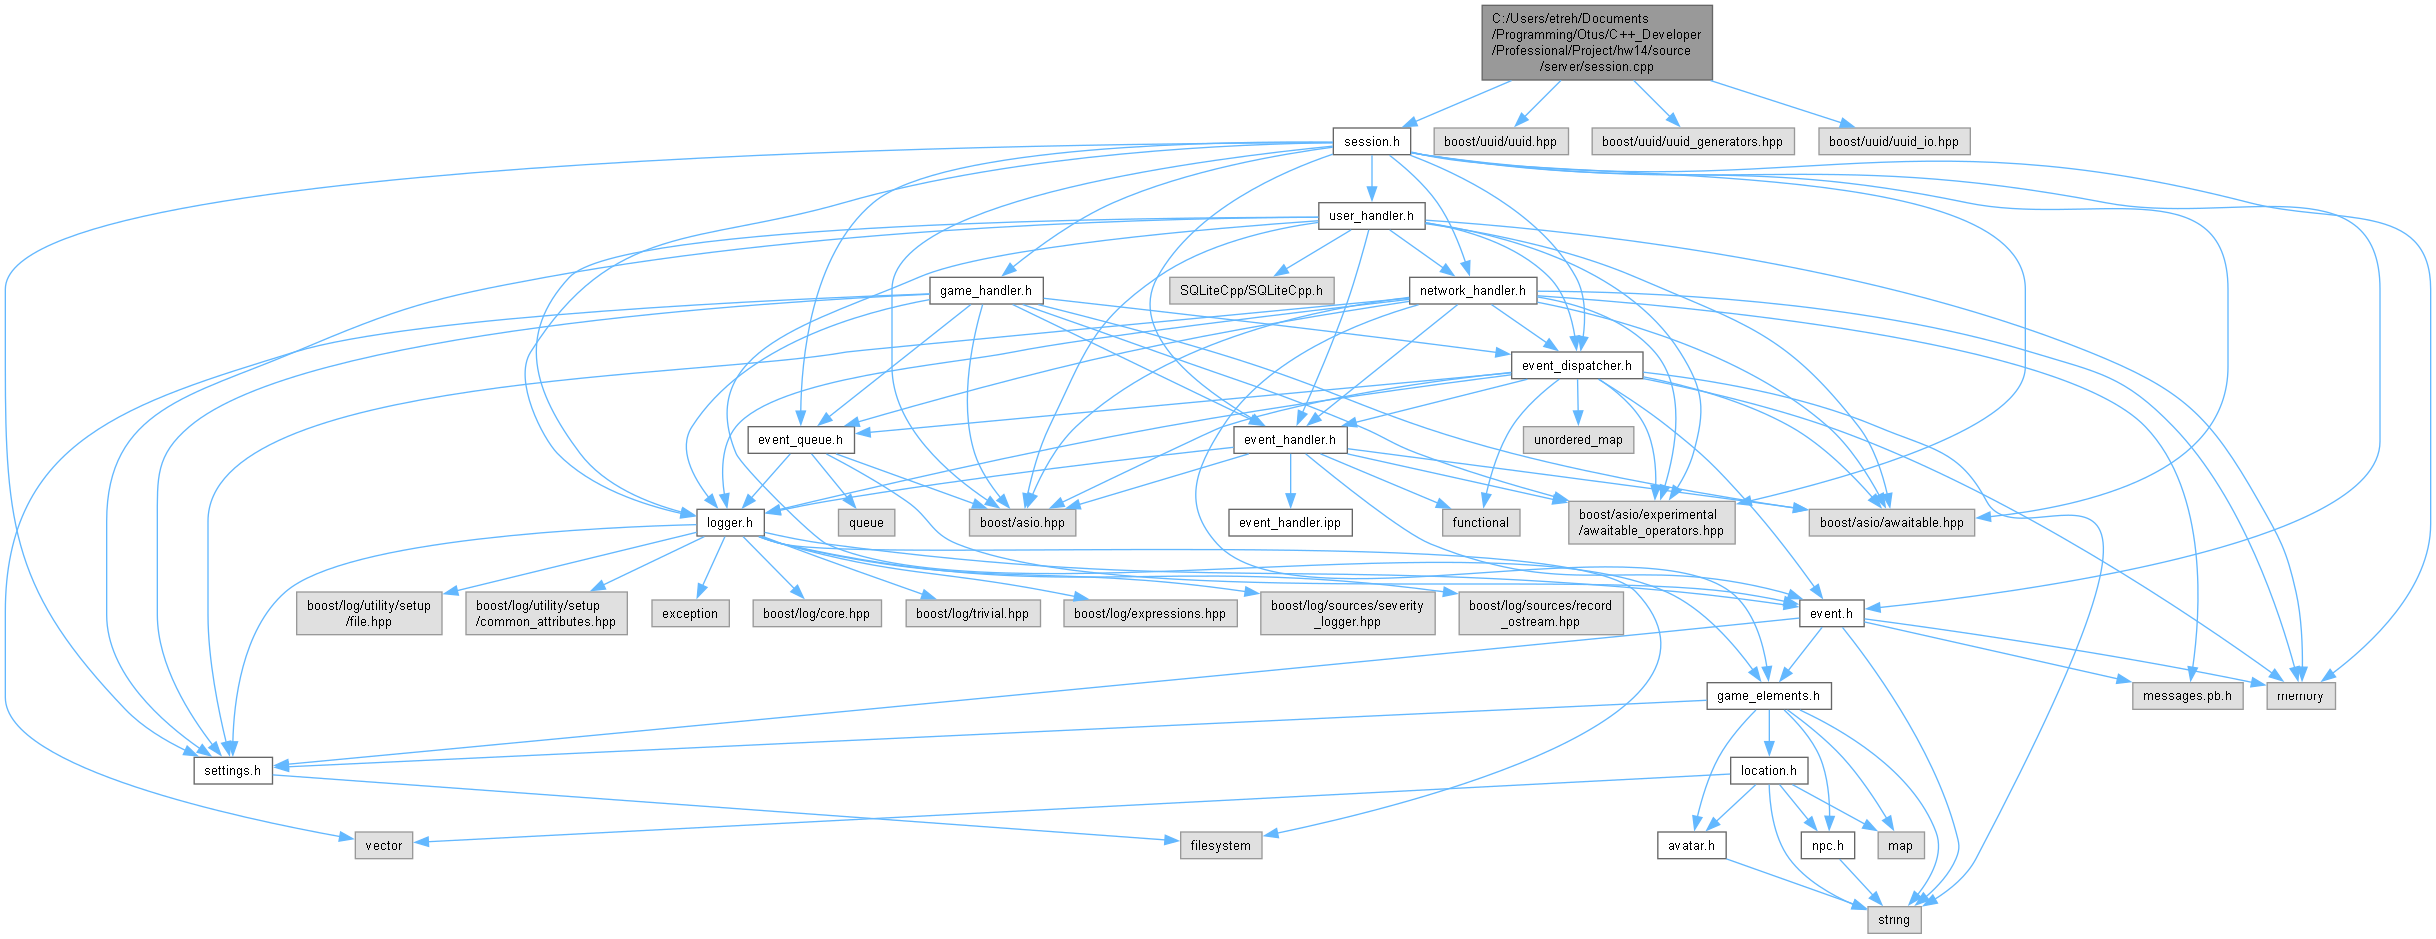 C:/Users/etreh/Documents
/Programming/Otus/C++_Developer
/Professional/Project/hw14/source
/server/session.cpp
session.h
boost/uuid/uuid.hpp
boost/uuid/uuid_generators.hpp
boost/uuid/uuid_io.hpp
user_handler.h
game_handler.h
SQLiteCpp/SQLiteCpp.h
network_handler.h
event_dispatcher.h
event_queue.h
event_handler.h
unordered_map
logger.h
queue
boost/asio.hpp
event_handler.ipp
functional
boost/asio/experimental
/awaitable_operators.hpp
boost/asio/awaitable.hpp
boost/log/utility/setup
/file.hpp
boost/log/utility/setup
/common_attributes.hpp
exception
boost/log/core.hpp
boost/log/trivial.hpp
boost/log/expressions.hpp
boost/log/sources/severity
_logger.hpp
boost/log/sources/record
_ostream.hpp
event.h
game_elements.h
messages.pb.h
memory
settings.h
location.h
vector
filesystem
avatar.h
npc.h
map
string